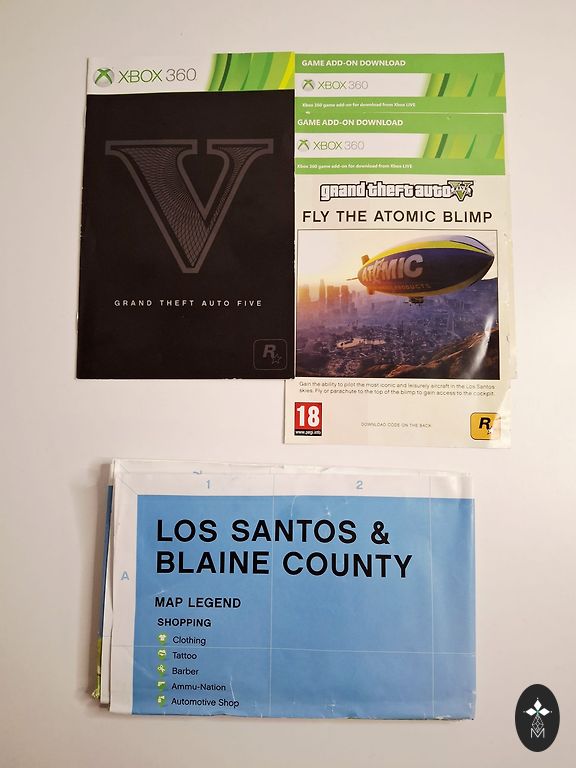 XBOX 360
V
GRAND THEFT AUTO FIVE
R
GAME ADD-ON DOWNLOAD
XBOX 360
Xbox 360 game add-on for download from Xbox LIVE
GAME ADD-ON DOWNLOAD
XBOX 360
Xbox 360 game add-on for download from Xbox LIVE
grand theft auto V
FLY THE ATOMIC BLIMP
ATOMIC
PRODUCTS
Gain the ability to pilot the most iconic and leisurely aircraft in the Los Santos
skies. Fly or parachute to the top of the blimp to gain access to the cockpit.
18
www.pegi.info
DOWNLOAD CODE ON THE BACK
R
1 2
A
LOS SANTOS &
BLAINE COUNTY
MAP LEGEND
SHOPPING
Clothing
Tattoo
Barber
Ammu-Nation
Automotive Shop
M